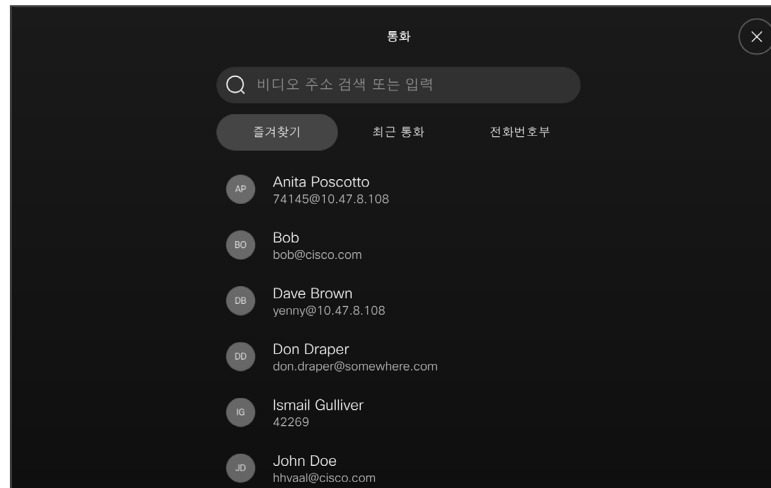 통화
비디오 주소 검색 또는 입력
즐겨찾기 최근 통화 전화번호부
AP
Anita Poscotto
74145@10.47.8.108
BO
Bob
bob@cisco.com
DB
Dave Brown
yenny@10.47.8.108
DD
Don Draper
don.draper@somewhere.com
IG
Ismail Gulliver
42269
JD
John Doe
hhvaal@cisco.com